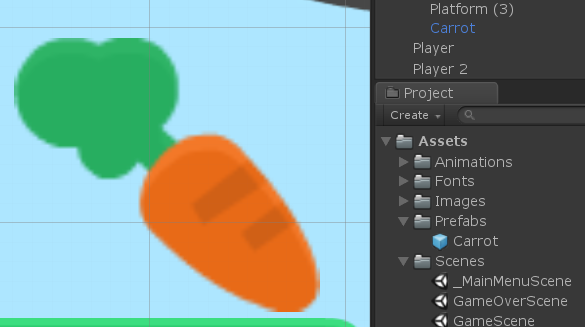 Platform (3)
Carrot
Player
Player 2
Project
Create
Assets
Animations
Fonts
Images
Prefabs
Carrot
Scenes
_MainMenuScene
GameOverScene
GameScene